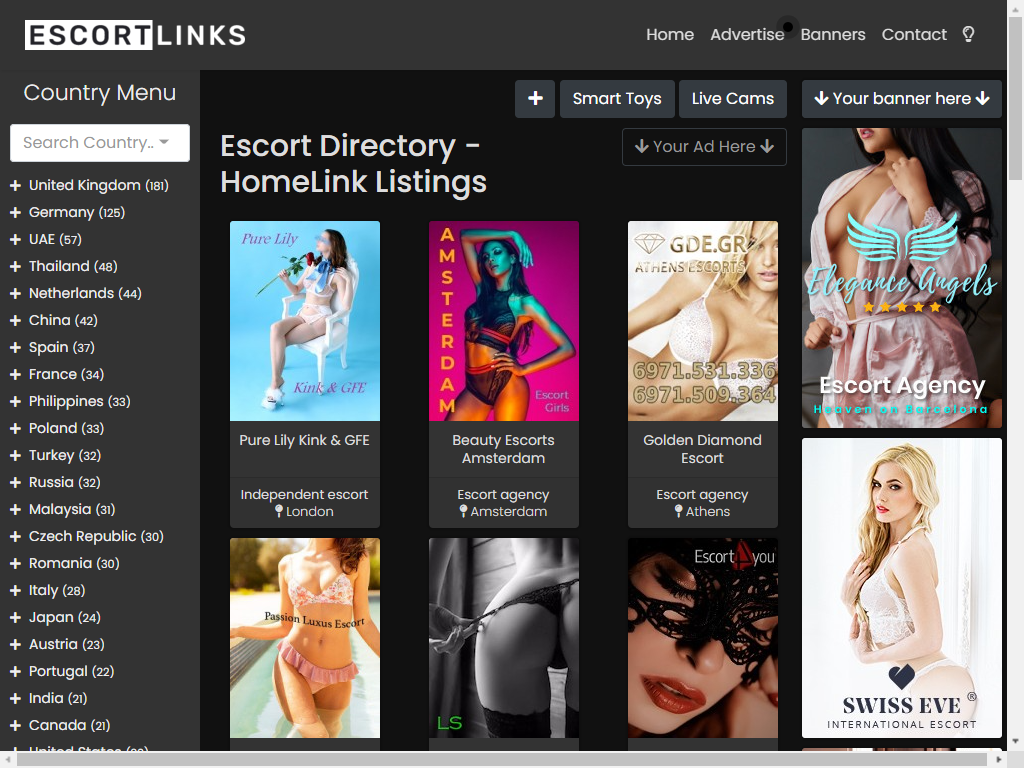 ESCORTLINKS
Home
Advertise
Banners
Contact
Country Menu
Search Country..
United Kingdom (181)
Germany (125)
UAE (57)
Thailand (48)
Netherlands (44)
China (42)
Spain (37)
France (34)
Philippines (33)
Poland (33)
Turkey (32)
Russia (32)
Malaysia (31)
Czech Republic (30)
Romania (30)
Italy (28)
Japan (24)
Austria (23)
Portugal (22)
India (21)
Canada (21)
Smart Toys
Live Cams
Your banner here
Escort Directory -
HomeLink Listings
Your Ad Here
Pure Lily
Kink & GFE
Pure Lily Kink & GFE
Independent escort
London
AMSTERDAM
Escort
Girls
Beauty Escorts
Amsterdam
Escort agency
Amsterdam
GDE.GR
ATHENS ESCORTS
6971.531.336
6971.509.364
Golden Diamond
Escort
Escort agency
Athens
Passion Luxus Escort
LS
Escort4you
Elegance Angels
Escort Agency
Heaven on Barcelona
SWISS EVE ®
INTERNATIONAL ESCORT